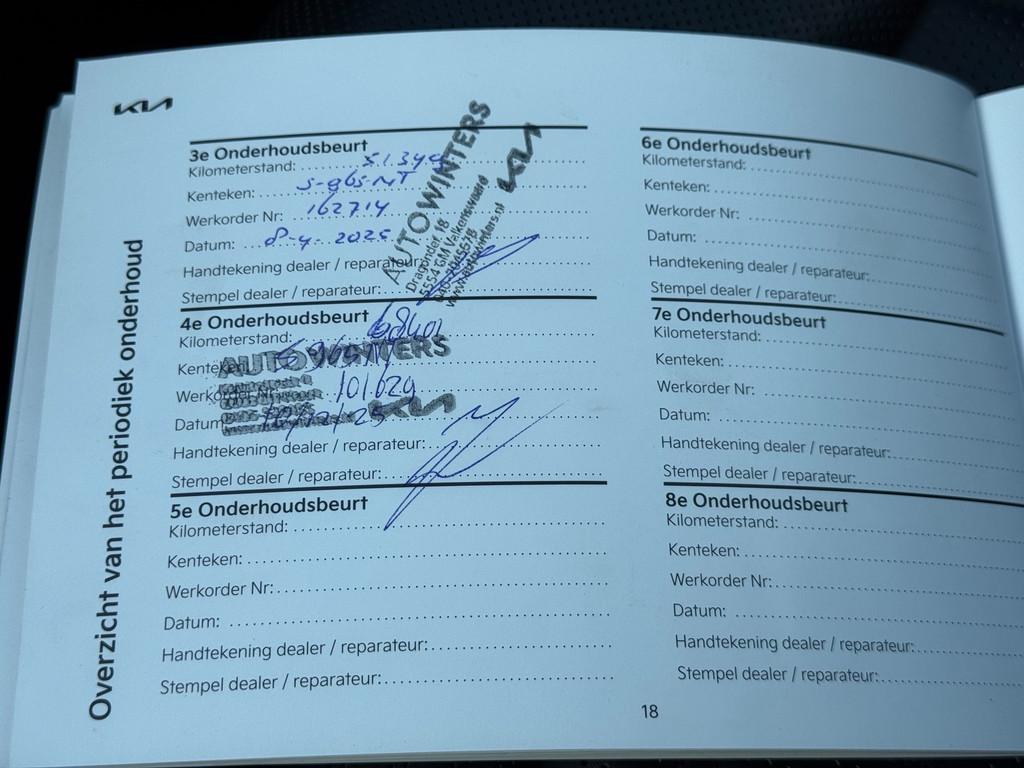 KIA
Overzicht van het periodiek onderhoud
3e Onderhoudsbeurt
Kilometerstand:
Kenteken: S-965-NT
Werkorder Nr: 162714
Datum: 8-4-2025
Handtekening dealer / reparateur:
Stempel dealer / reparateur:
AUTOWINTERS
Dragonder 18
5554 GM Valkenswaard
www.autowinters.nl
KIA
4e Onderhoudsbeurt
Kilometerstand: 68401
Kenteken:
Werkorder Nr: 101629
Datum:
Handtekening dealer / reparateur:
Stempel dealer / reparateur:
AUTOWINTERS
KIA
5e Onderhoudsbeurt
Kilometerstand:
Kenteken:
Werkorder Nr:
Datum:
Handtekening dealer / reparateur:
Stempel dealer / reparateur:
6e Onderhoudsbeurt
Kilometerstand:
Kenteken:
Werkorder Nr:
Datum:
Handtekening dealer / reparateur:
Stempel dealer / reparateur:
7e Onderhoudsbeurt
Kilometerstand:
Kenteken:
Werkorder Nr:
Datum:
Handtekening dealer / reparateur:
Stempel dealer / reparateur:
8e Onderhoudsbeurt
Kilometerstand:
Kenteken:
Werkorder Nr:
Datum:
Handtekening dealer / reparateur:
Stempel dealer / reparateur:
18